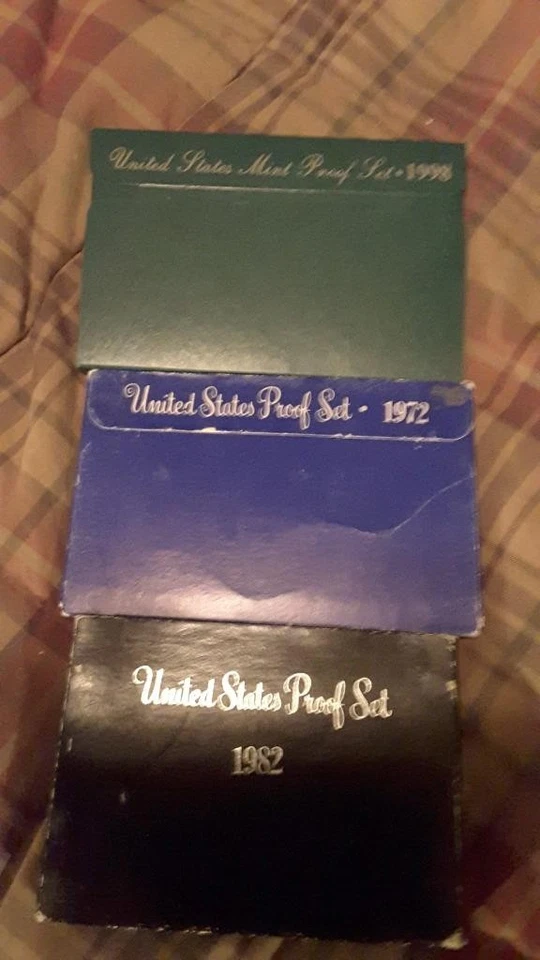 United States Mint Proof Set • 1998
United States Proof Set • 1972
United States Proof Set
1982